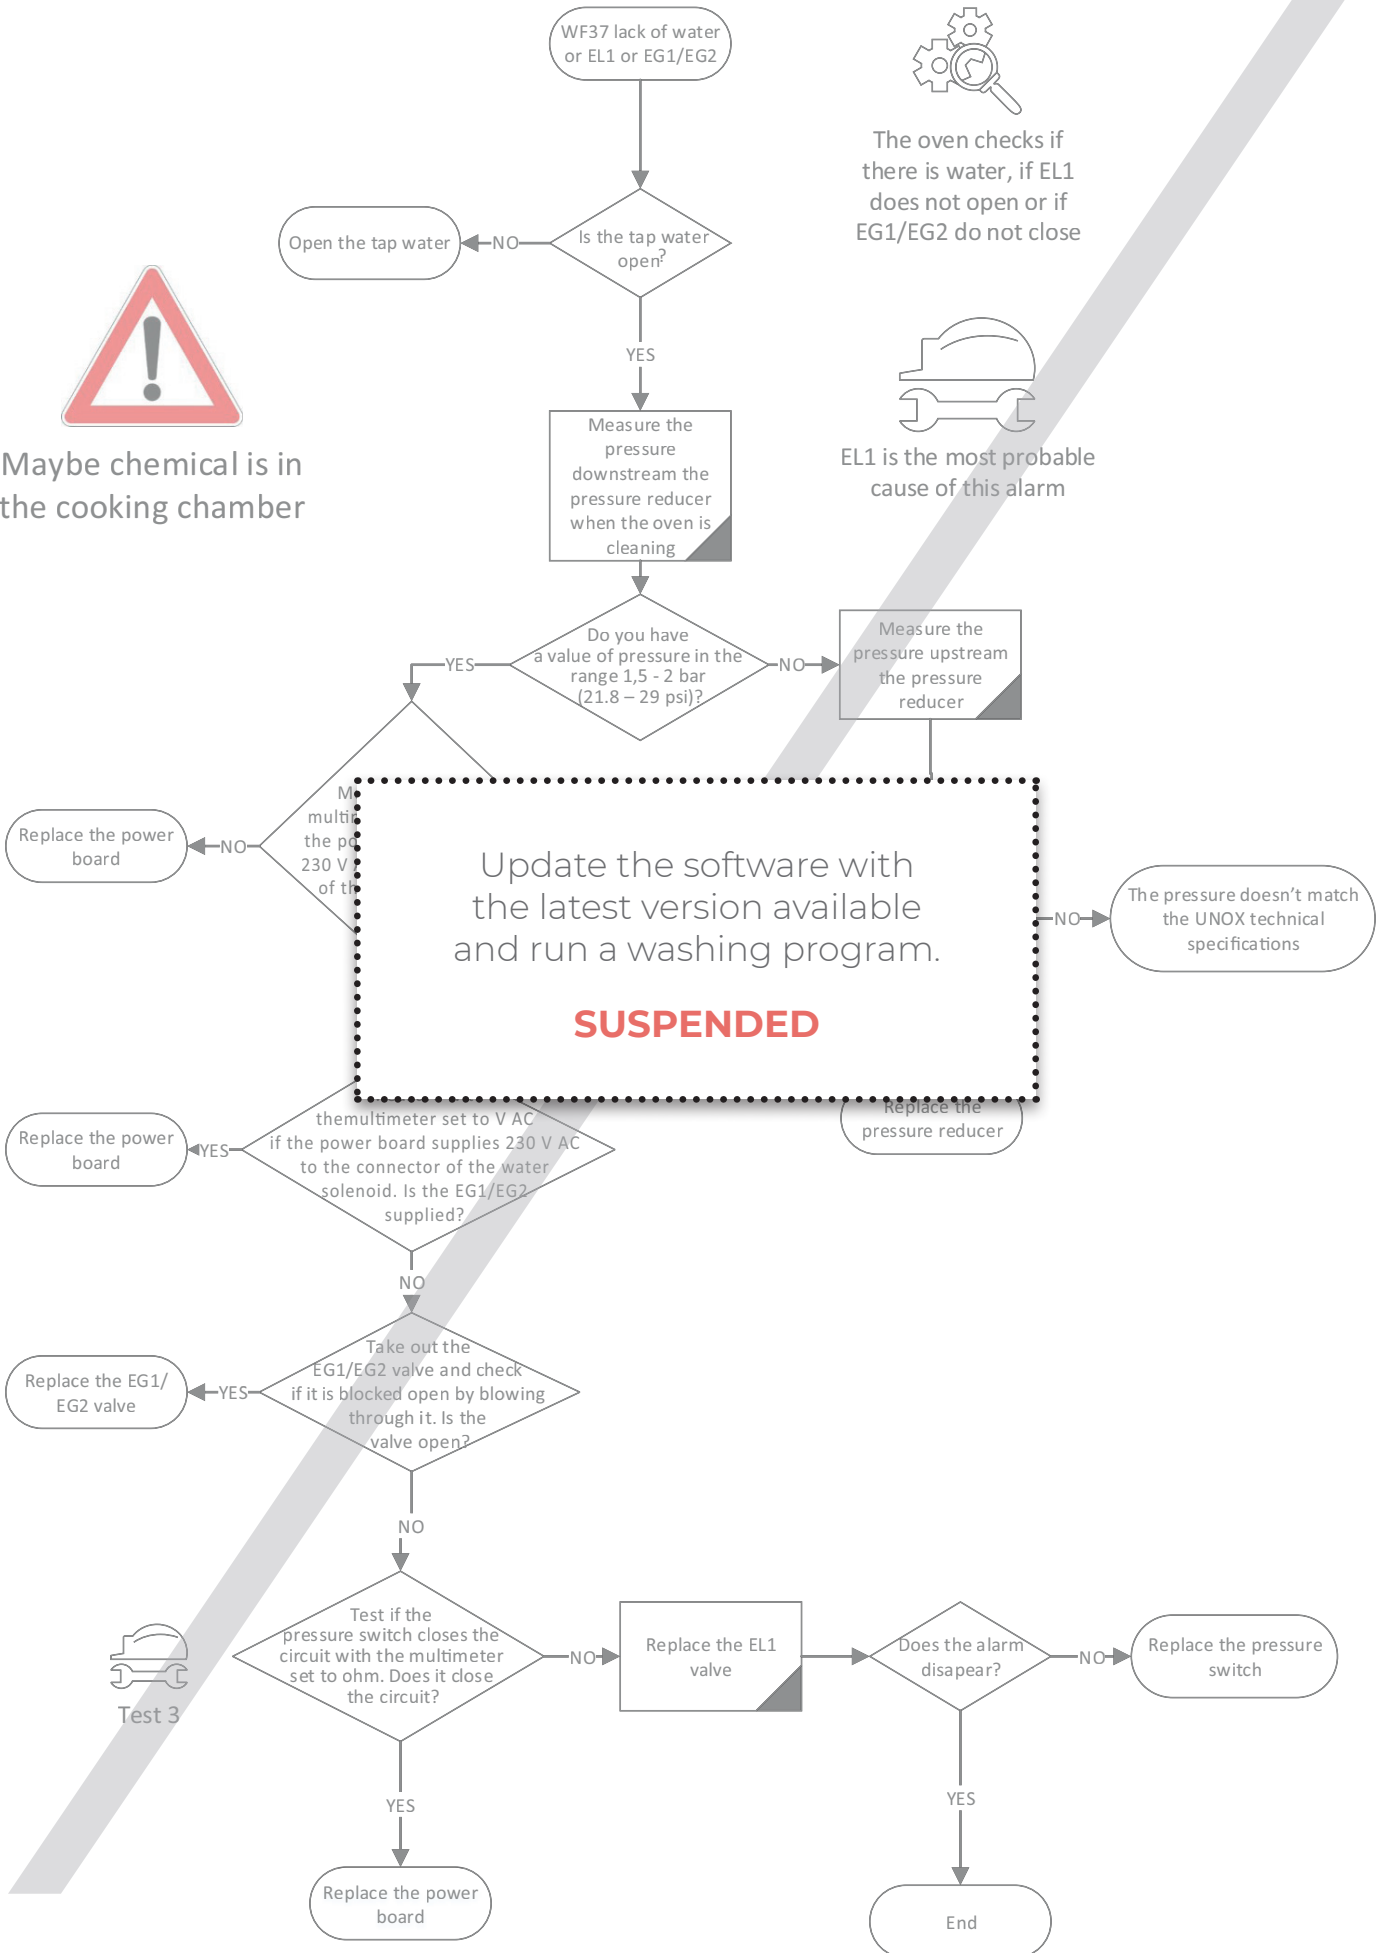 WF37 lack of water
or EL1 or EG1/EG2
The oven checks if
there is water, if EL1
does not open or if
EG1/EG2 do not close
Is the tap water
open?
NO
Open the tap water
YES
Maybe chemical is in
the cooking chamber
EL1 is the most probable
cause of this alarm
Measure the
pressure
downstream the
pressure reducer
when the oven is
cleaning
Do you have
a value of pressure in the
range 1,5 - 2 bar
(21.8 – 29 psi)?
YES
NO
Measure the
pressure upstream
the pressure
reducer
the
230 V
of
NO
Replace the power
board
Update the software with
the latest version available
and run a washing program.
SUSPENDED
NO
The pressure doesn't match
the UNOX technical
specifications
Replace the
pressure reducer
themultimeter set to V AC
if the power board supplies 230 V AC
to the connector of the water
solenoid. Is the EG1/EG2
supplied?
YES
Replace the power
board
NO
Take out the
EG1/EG2 valve and check
if it is blocked open by blowing
through it. Is the
valve open?
YES
Replace the EG1/
EG2 valve
NO
Test if the
pressure switch closes the
circuit with the multimeter
set to ohm. Does it close
the circuit?
Test 3
NO
Replace the EL1
valve
Does the alarm
disapear?
NO
Replace the pressure
switch
YES
Replace the power
board
YES
End